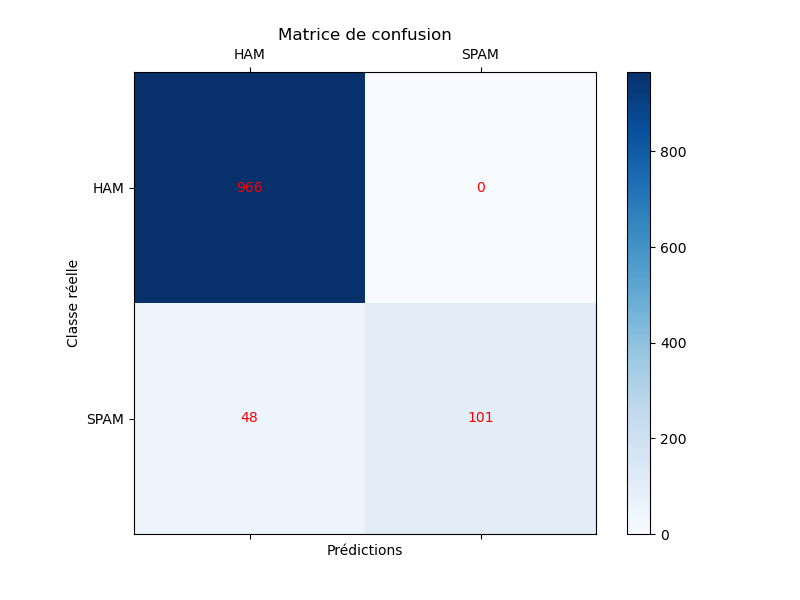 Matrice de confusion
HAM SPAM
HAM 966 0
SPAM 48 101
Classe réelle
Prédictions
800
600
400
200
0